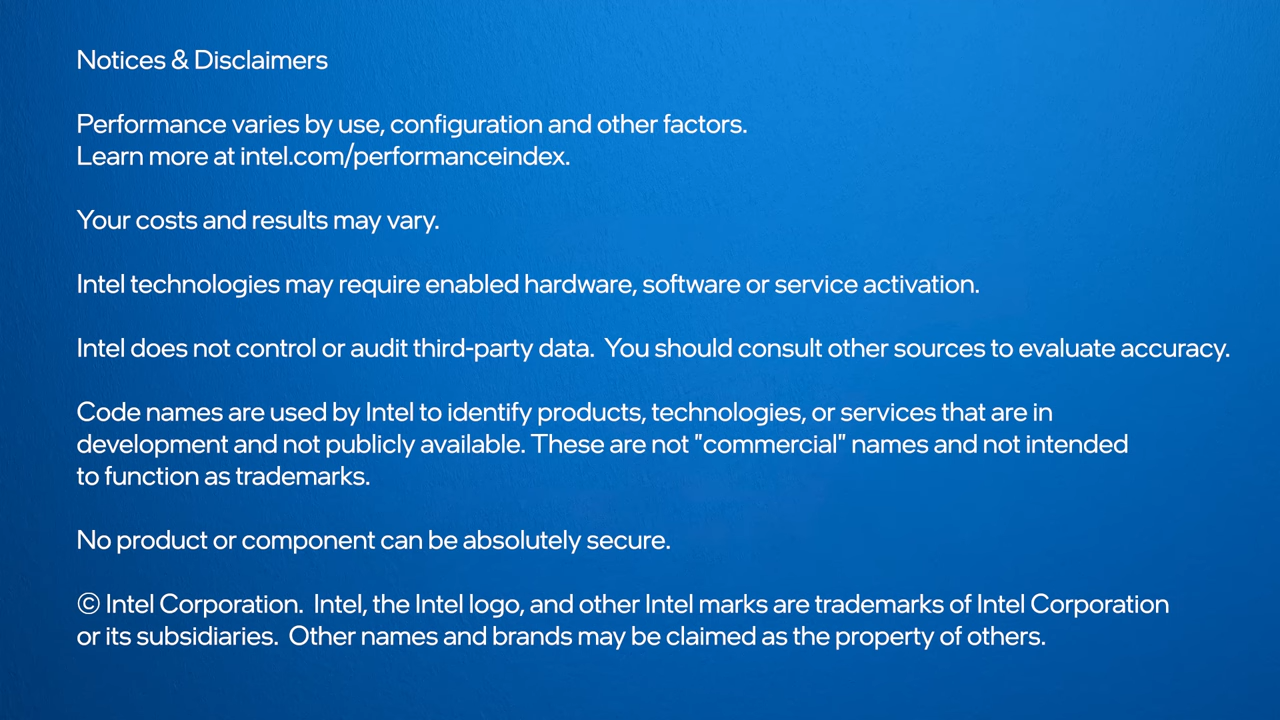 Notices & Disclaimers
Performance varies by use, configuration and other factors.
Learn more at intel.com/performanceindex.
Your costs and results may vary.
Intel technologies may require enabled hardware, software or service activation.
Intel does not control or audit third-party data.  You should consult other sources to evaluate accuracy.
Code names are used by Intel to identify products, technologies, or services that are in
development and not publicly available. These are not "commercial" names and not intended
to function as trademarks.
No product or component can be absolutely secure.
© Intel Corporation.  Intel, the Intel logo, and other Intel marks are trademarks of Intel Corporation
or its subsidiaries.  Other names and brands may be claimed as the property of others.